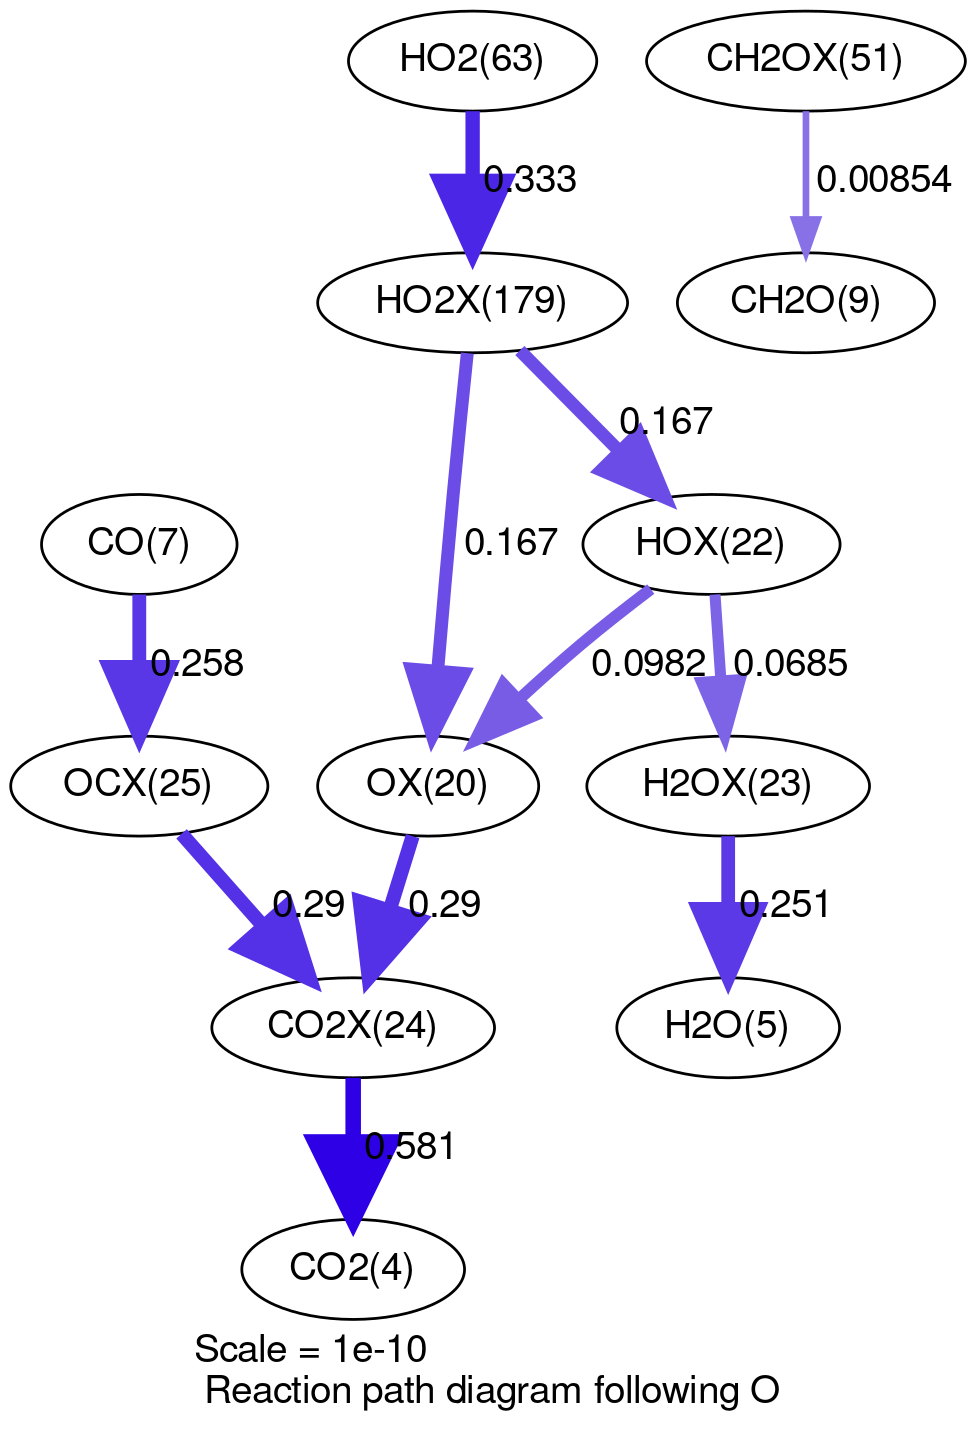 HO2(63)
CH2OX(51)
0.333
0.00854
HO2X(179)
CH2O(9)
0.167
CO(7)
0.167
HOX(22)
0.258
0.0982
0.0685
OCX(25)
OX(20)
H2OX(23)
0.29
0.29
0.251
CO2X(24)
H2O(5)
0.581
CO2(4)
Scale = 1e-10
Reaction path diagram following O